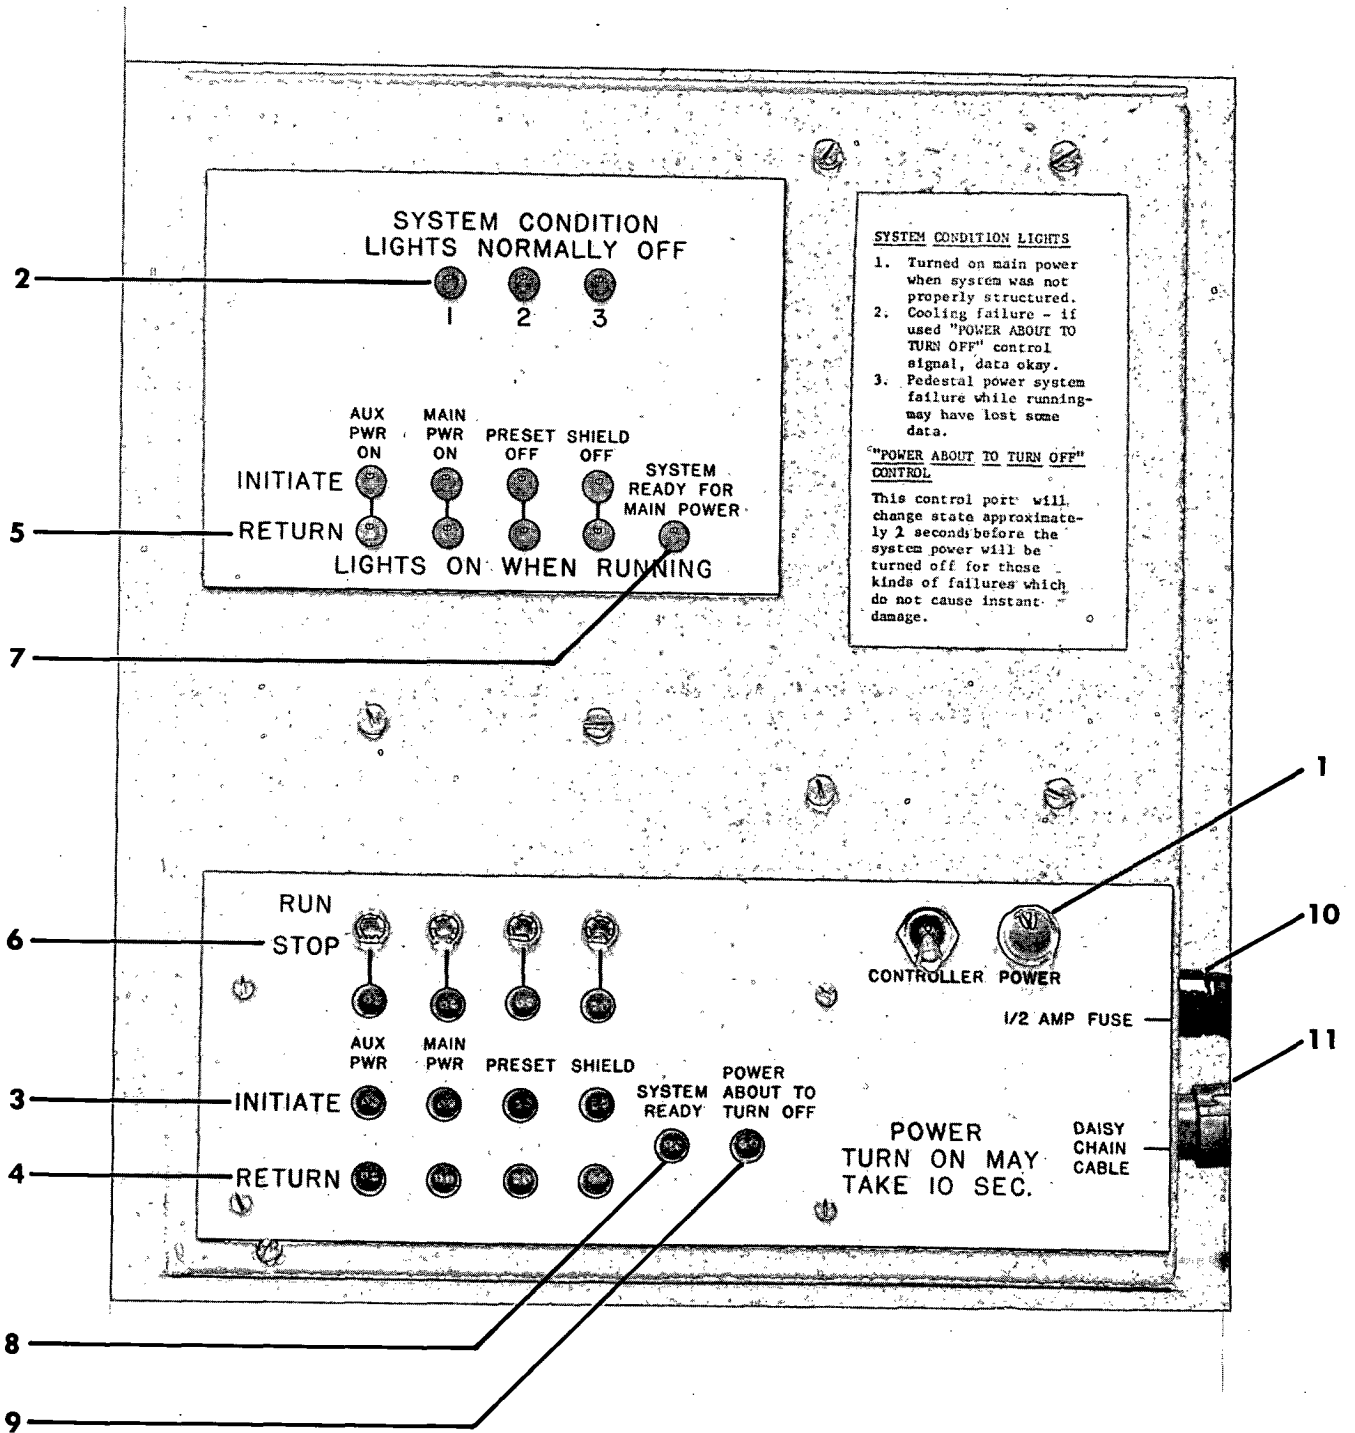 SYSTEM CONDITION
LIGHTS NORMALLY OFF
2
1 2 3
AUX PWR ON
MAIN PWR ON
PRESET OFF
SHIELD OFF
SYSTEM READY FOR MAIN POWER
INITIATE
5
RETURN
LIGHTS ON WHEN RUNNING
7
SYSTEM CONDITION LIGHTS
1. Turned on main power
when system was not
properly structured.
2. Cooling failure - if
used "POWER ABOUT TO
TURN OFF" control
signal, data okay.
3. Pedestal power system
failure while running-
may have lost some
data.
"POWER ABOUT TO TURN OFF"
CONTROL
This control port will
change state approximate-
ly 2 seconds before the
system power will be
turned off for those
kinds of failures which
do not cause instant
damage.
1
RUN
6
STOP
CONTROLLER POWER
10
1/2 AMP FUSE
11
AUX PWR
MAIN PWR
PRESET
SHIELD
3
INITIATE
SYSTEM READY
POWER ABOUT TO TURN OFF
4
RETURN
POWER
TURN ON MAY
TAKE 10 SEC.
DAISY
CHAIN
CABLE
8
9